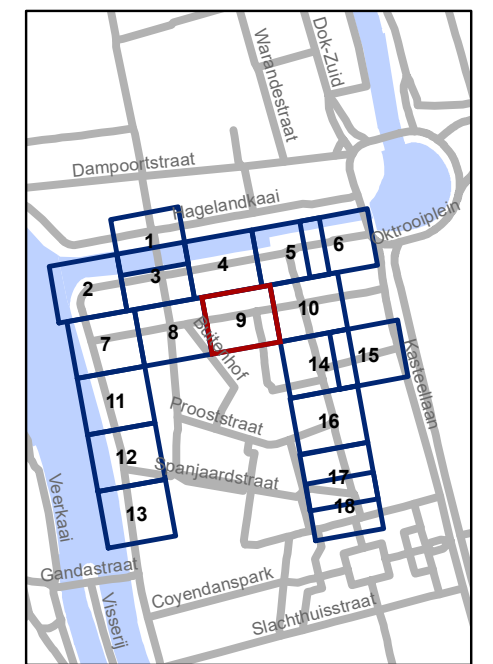 Warandestraat
Dok-Zuid
Dampoortstraat
Hagelandkaai
Oktrooiplein
1
2
3
4
5
6
7
8
9
10
Buitenhof
11
14
15
Kasteellaan
Prooststraat
16
12
Spanjaardstraat
17
13
18
Veerkaai
Gandastraat
Visserij
Coyendanspark
Slachthuisstraat